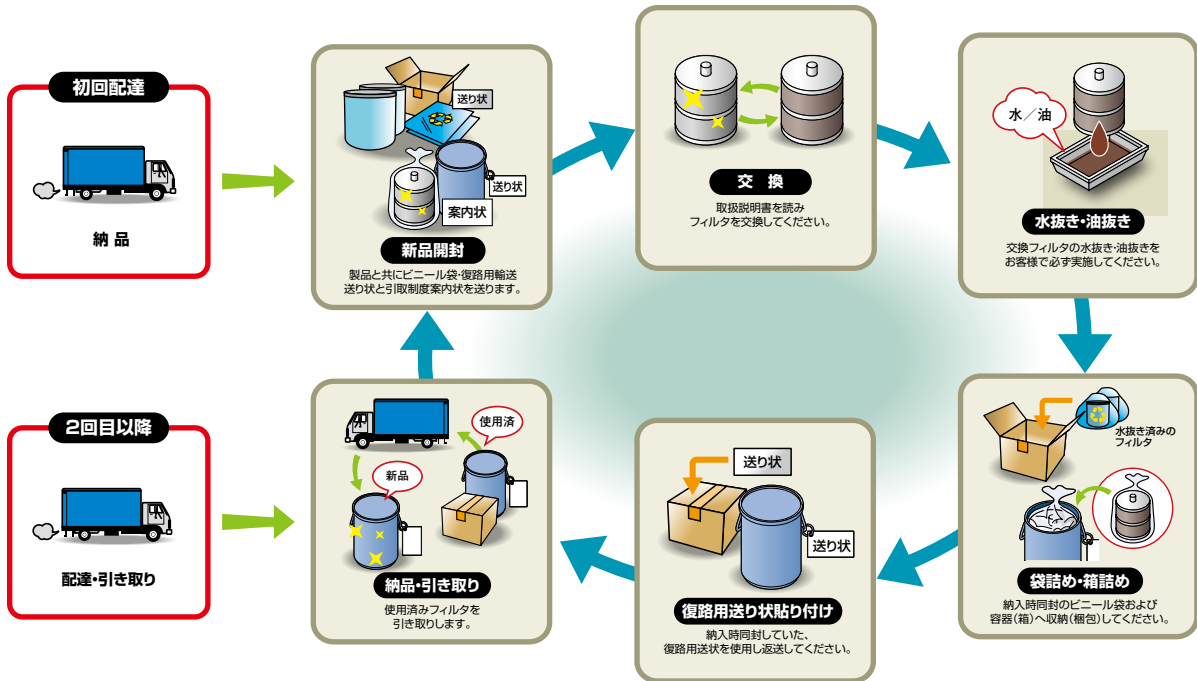 初回配達
納品
送り状
送り状
案内状
新品開封
製品と共にビニール袋・復路用輸送
送り状と引取制度案内状を送ります。
交換
取扱説明書を読み
フィルタを交換してください。
水／油
水抜き・油抜き
交換フィルタの水抜き・油抜きを
お客様で必ず実施してください。
水抜き済みの
フィルタ
袋詰め・箱詰め
納入時同封のビニール袋および
容器(箱)へ収納(梱包)してください。
送り状
送り状
復路用送り状貼り付け
納入時同封していた、
復路用送状を使用し返送してください。
使用済
新品
納品・引き取り
使用済みフィルタを
引き取りします。
2回目以降
配達・引き取り